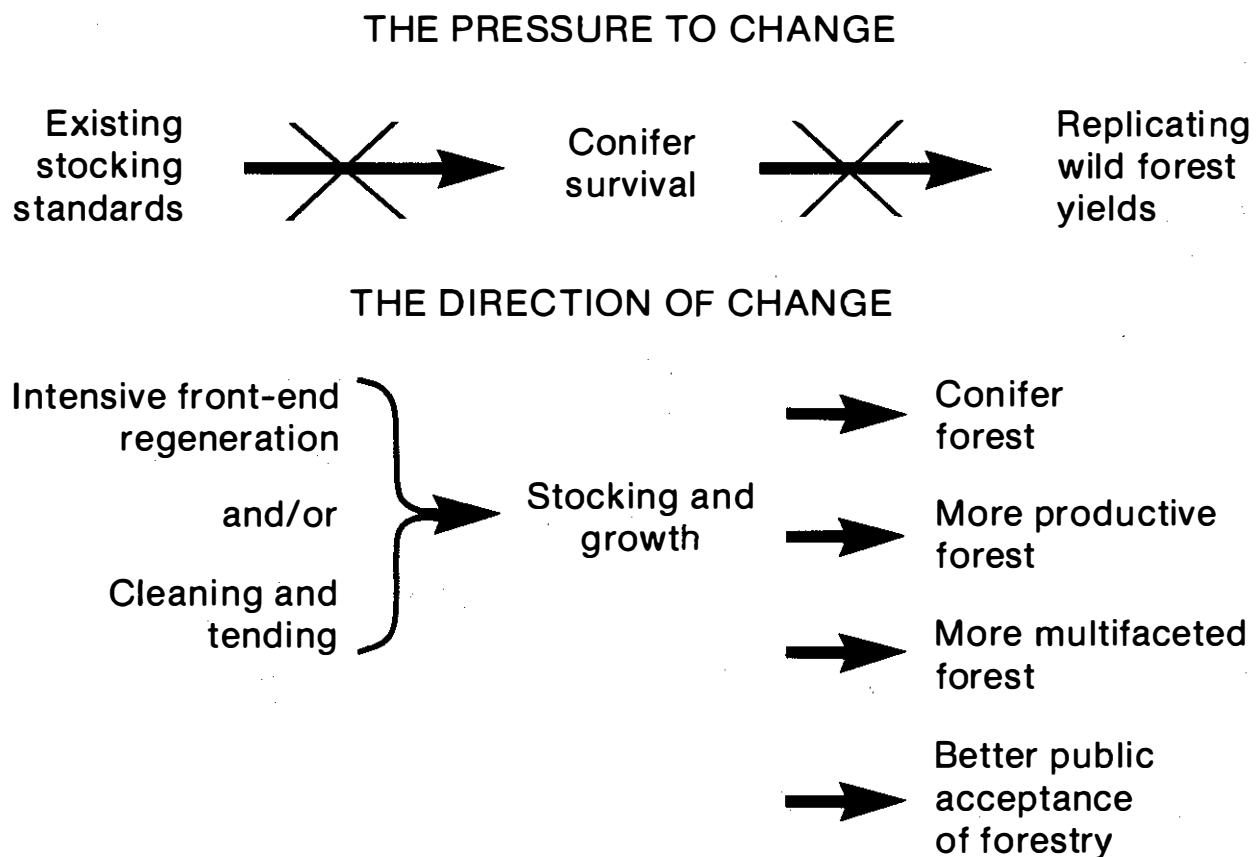 THE PRESSURE TO CHANGE
Existing
stocking
standards
Conifer
survival
Replicating
wild forest
yields
THE DIRECTION OF CHANGE
Intensive front-end
regeneration
and/or
Cleaning and
tending
Stocking and
growth
Conifer
forest
More productive
forest
More multifaceted
forest
Better public
acceptance
of forestry